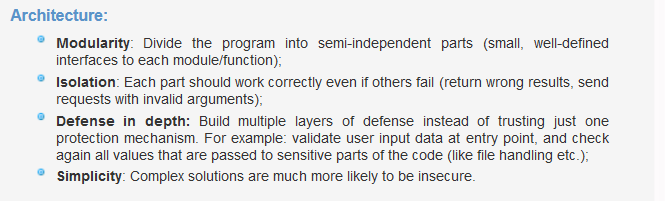 Architecture:
Modularity: Divide the program into semi-independent parts (small, well-defined
interfaces to each module/function);
Isolation: Each part should work correctly even if others fail (return wrong results, send
requests with invalid arguments);
Defense in depth: Build multiple layers of defense instead of trusting just one
protection mechanism. For example: validate user input data at entry point, and check
again all values that are passed to sensitive parts of the code (like file handling etc.);
Simplicity: Complex solutions are much more likely to be insecure.